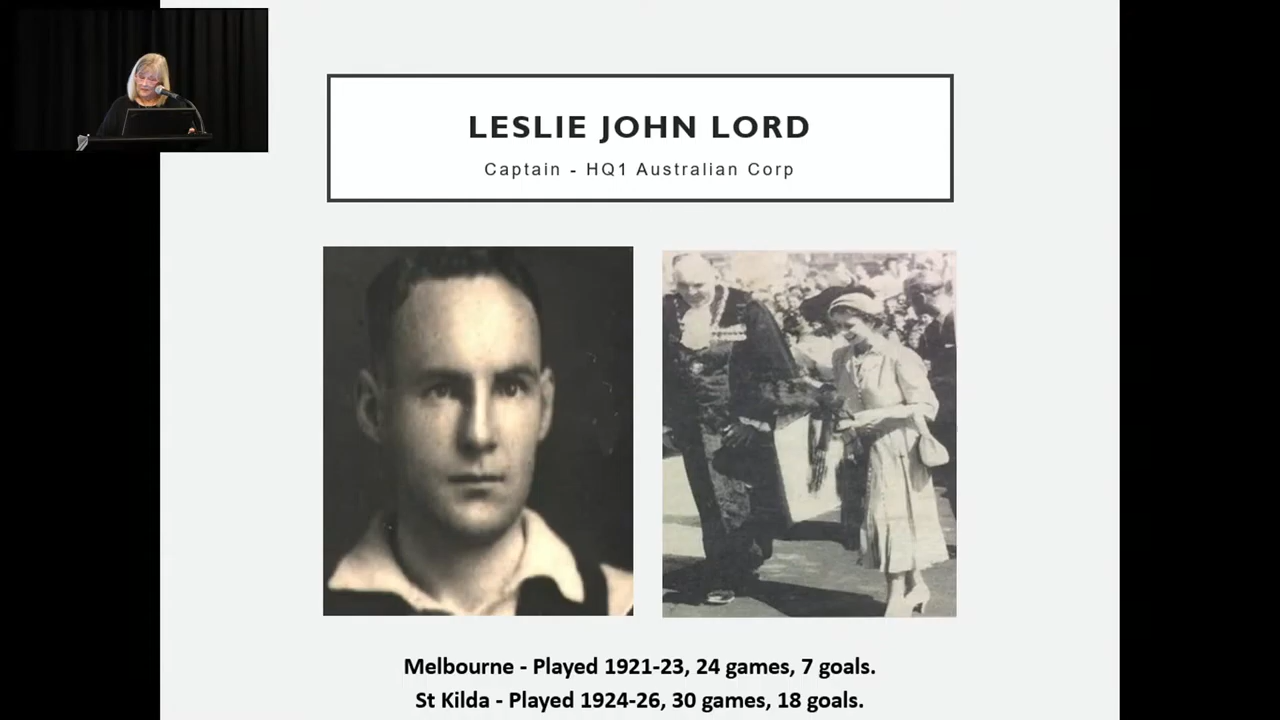 LESLIE JOHN LORD
Captain - HQ1 Australian Corp
Melbourne - Played 1921-23, 24 games, 7 goals.
St Kilda - Played 1924-26, 30 games, 18 goals.